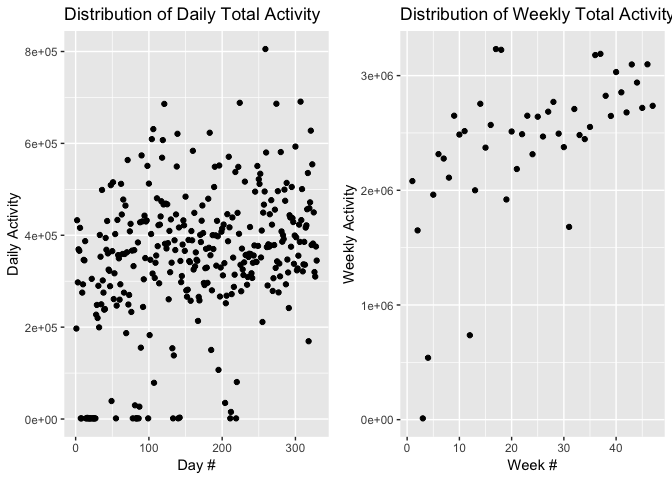 Distribution of Daily Total Activity
8e+05
6e+05
4e+05
2e+05
0e+00
Daily Activity
0 100 200 300
Day #
Distribution of Weekly Total Activity
3e+06
2e+06
1e+06
0e+00
Weekly Activity
0 10 20 30 40
Week #